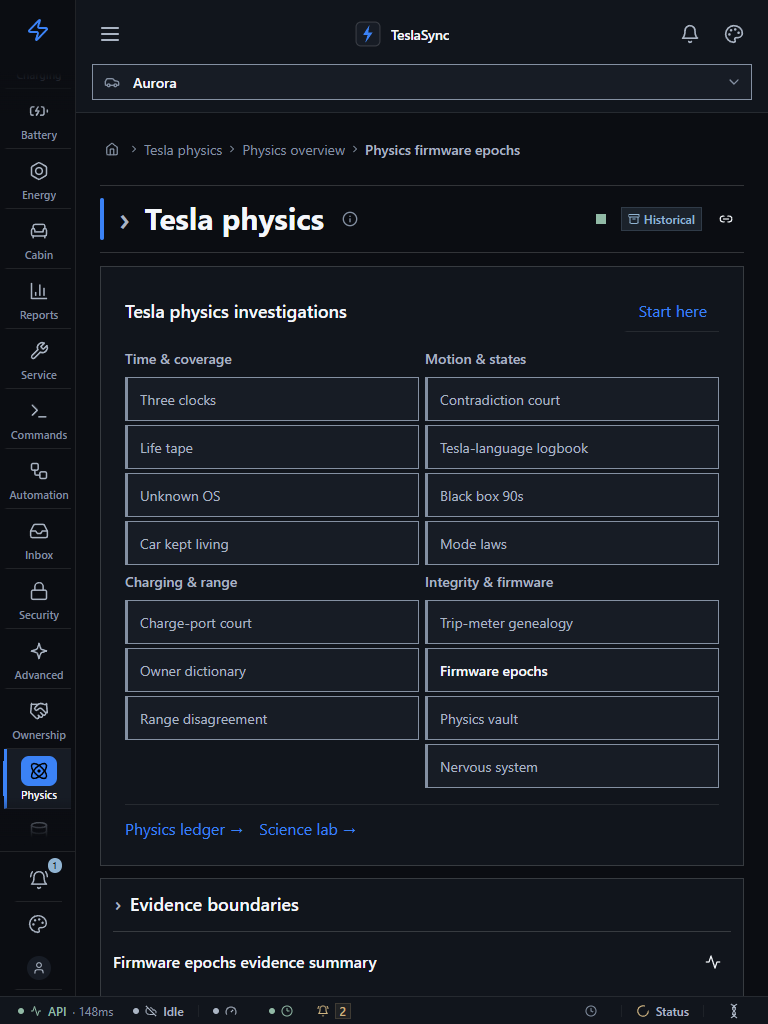 TeslaSync
Aurora
Charging
Battery
Energy
Cabin
Reports
Service
Commands
Automation
Inbox
Security
Advanced
Ownership
Physics
1
Tesla physics › Physics overview › Physics firmware epochs
› Tesla physics
Historical
Tesla physics investigations
Start here
Time & coverage
Three clocks
Life tape
Unknown OS
Car kept living
Motion & states
Contradiction court
Tesla-language logbook
Black box 90s
Mode laws
Charging & range
Charge-port court
Owner dictionary
Range disagreement
Integrity & firmware
Trip-meter genealogy
Firmware epochs
Physics vault
Nervous system
Physics ledger →
Science lab →
› Evidence boundaries
Firmware epochs evidence summary
API · 148ms
Idle
2
Status